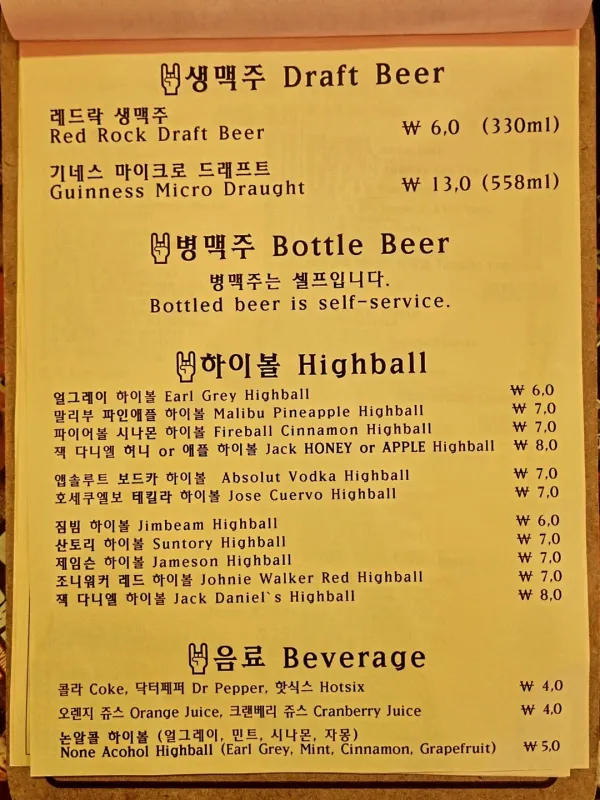 생맥주 Draft Beer
레드락 생맥주
Red Rock Draft Beer ₩ 6,0 (330ml)
기네스 마이크로 드래프트
Guinness Micro Draught ₩ 13,0 (558ml)
병맥주 Bottle Beer
병맥주는 셀프입니다.
Bottled beer is self-service.
하이볼 Highball
얼그레이 하이볼 Earl Grey Highball ₩ 6,0
말리부 파인애플 하이볼 Malibu Pineapple Highball ₩ 7,0
파이어볼 시나몬 하이볼 Fireball Cinnamon Highball ₩ 7,0
잭 다니엘 허니 or 애플 하이볼 Jack HONEY or APPLE Highball ₩ 8,0
앱솔루트 보드카 하이볼 Absolut Vodka Highball ₩ 7,0
호세쿠엘보 테킬라 하이볼 Jose Cuervo Highball ₩ 7,0
짐빔 하이볼 Jimbeam Highball ₩ 6,0
산토리 하이볼 Suntory Highball ₩ 7,0
제임슨 하이볼 Jameson Highball ₩ 7,0
조니워커 레드 하이볼 Johnie Walker Red Highball ₩ 7,0
잭 다니엘 하이볼 Jack Daniel`s Highball ₩ 8,0
음료 Beverage
콜라 Coke, 닥터페퍼 Dr Pepper, 핫식스 Hotsix ₩ 4,0
오렌지 쥬스 Orange Juice, 크랜베리 쥬스 Cranberry Juice ₩ 4,0
논알콜 하이볼 (얼그레이, 민트, 시나몬, 자몽)
None Acohol Highball (Earl Grey, Mint, Cinnamon, Grapefruit) ₩ 5,0